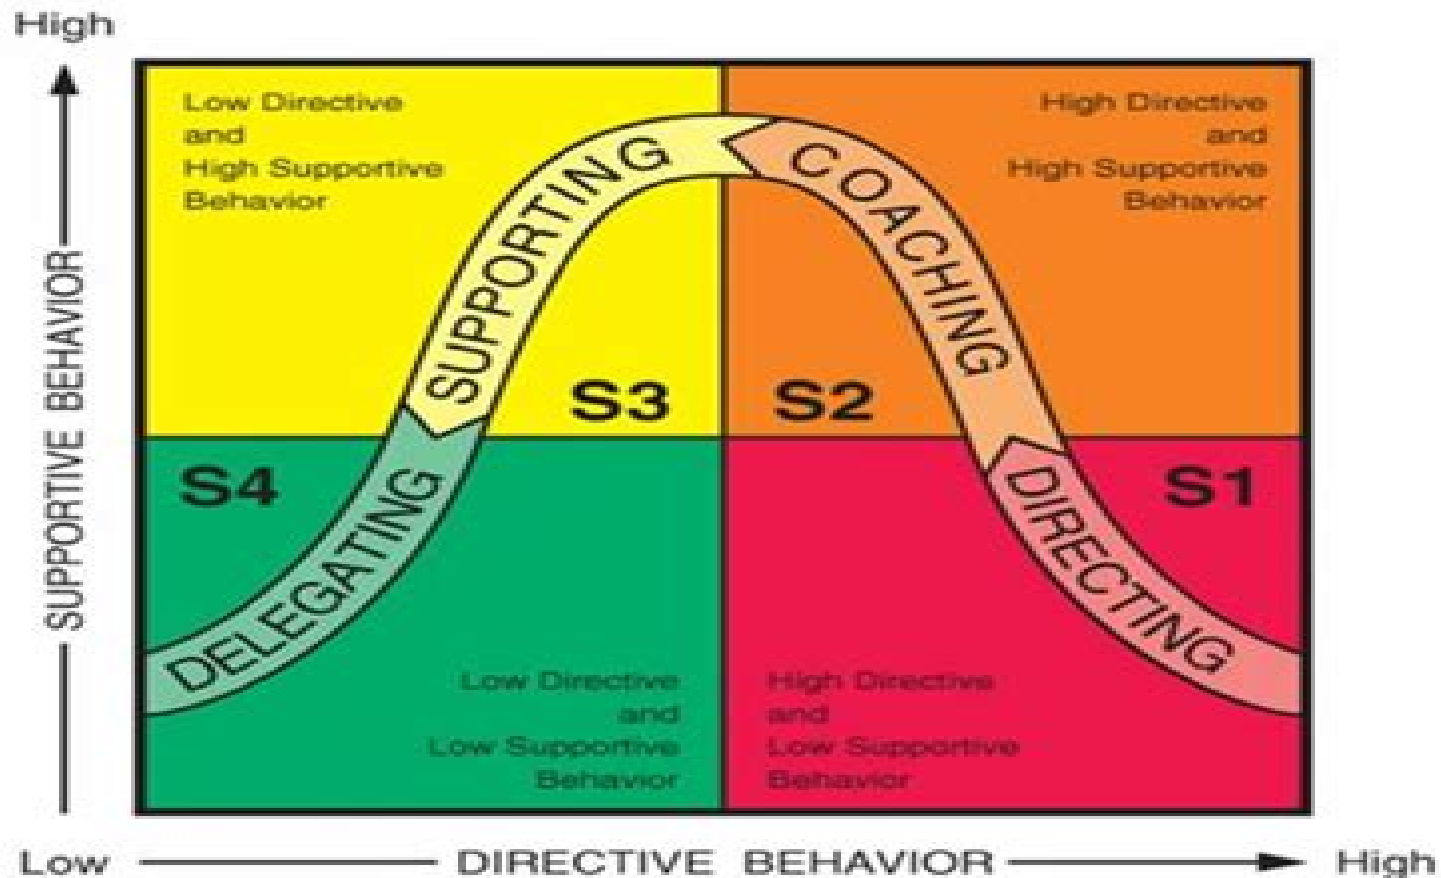 High
SUPPORTIVE BEHAVIOR
Low Directive
and
High Supportive
Behavior
High Directive
and
High Supportive
Behavior
SUPPORTING
COACHING
S3
S2
S4
S1
DELEGATING
DIRECTING
Low Directive
and
Low Supportive
Behavior
High Directive
and
Low Supportive
Behavior
Low
DIRECTIVE BEHAVIOR
High